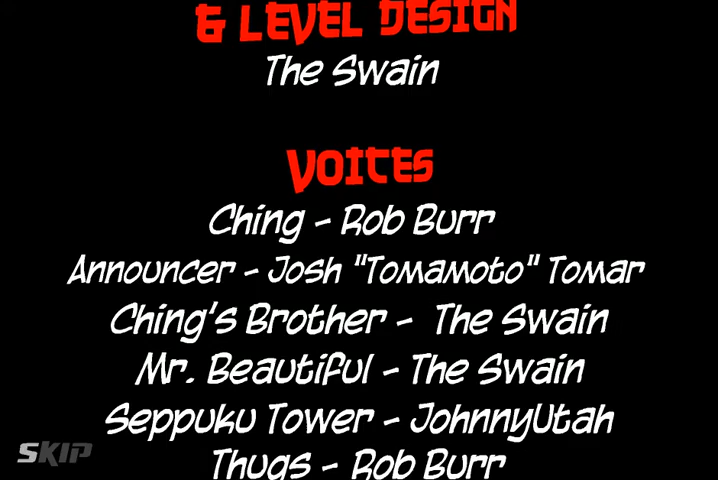 & LEVEL DESIGN
The Swain
VOICES
Ching - Rob Burr
Announcer - Josh "Tomamoto" Tomar
Ching's Brother - The Swain
Mr. Beautiful - The Swain
Seppuku Tower - JohnnyUtah
Thugs - Rob Burr
SKIP